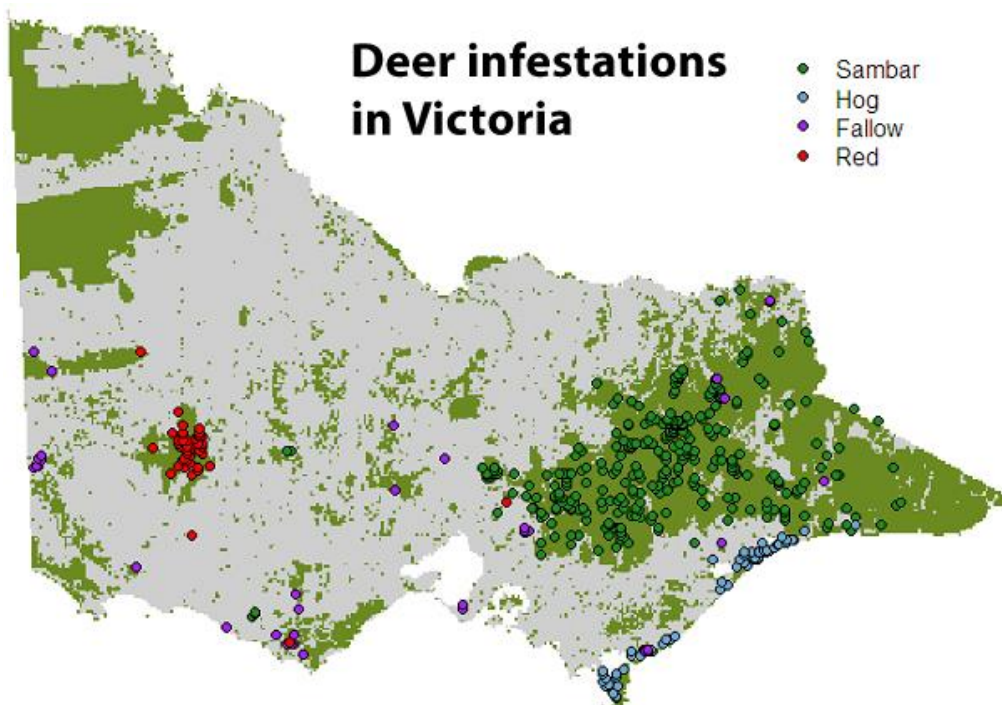 Deer infestations
in Victoria
Sambar
Hog
Fallow
Red